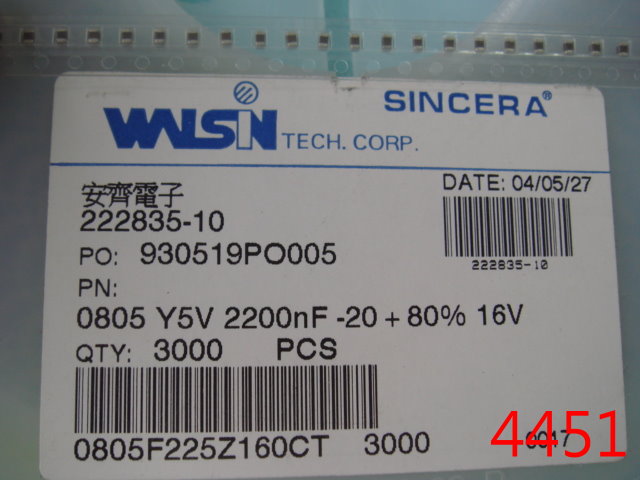 WALSIN TECH. CORP.
SINCERA®
安齊電子
222835-10
DATE: 04/05/27
222835-10
PO: 930519PO005
PN:
0805 Y5V 2200nF -20 + 80% 16V
QTY: 3000 PCS
0805F225Z160CT 3000
4451